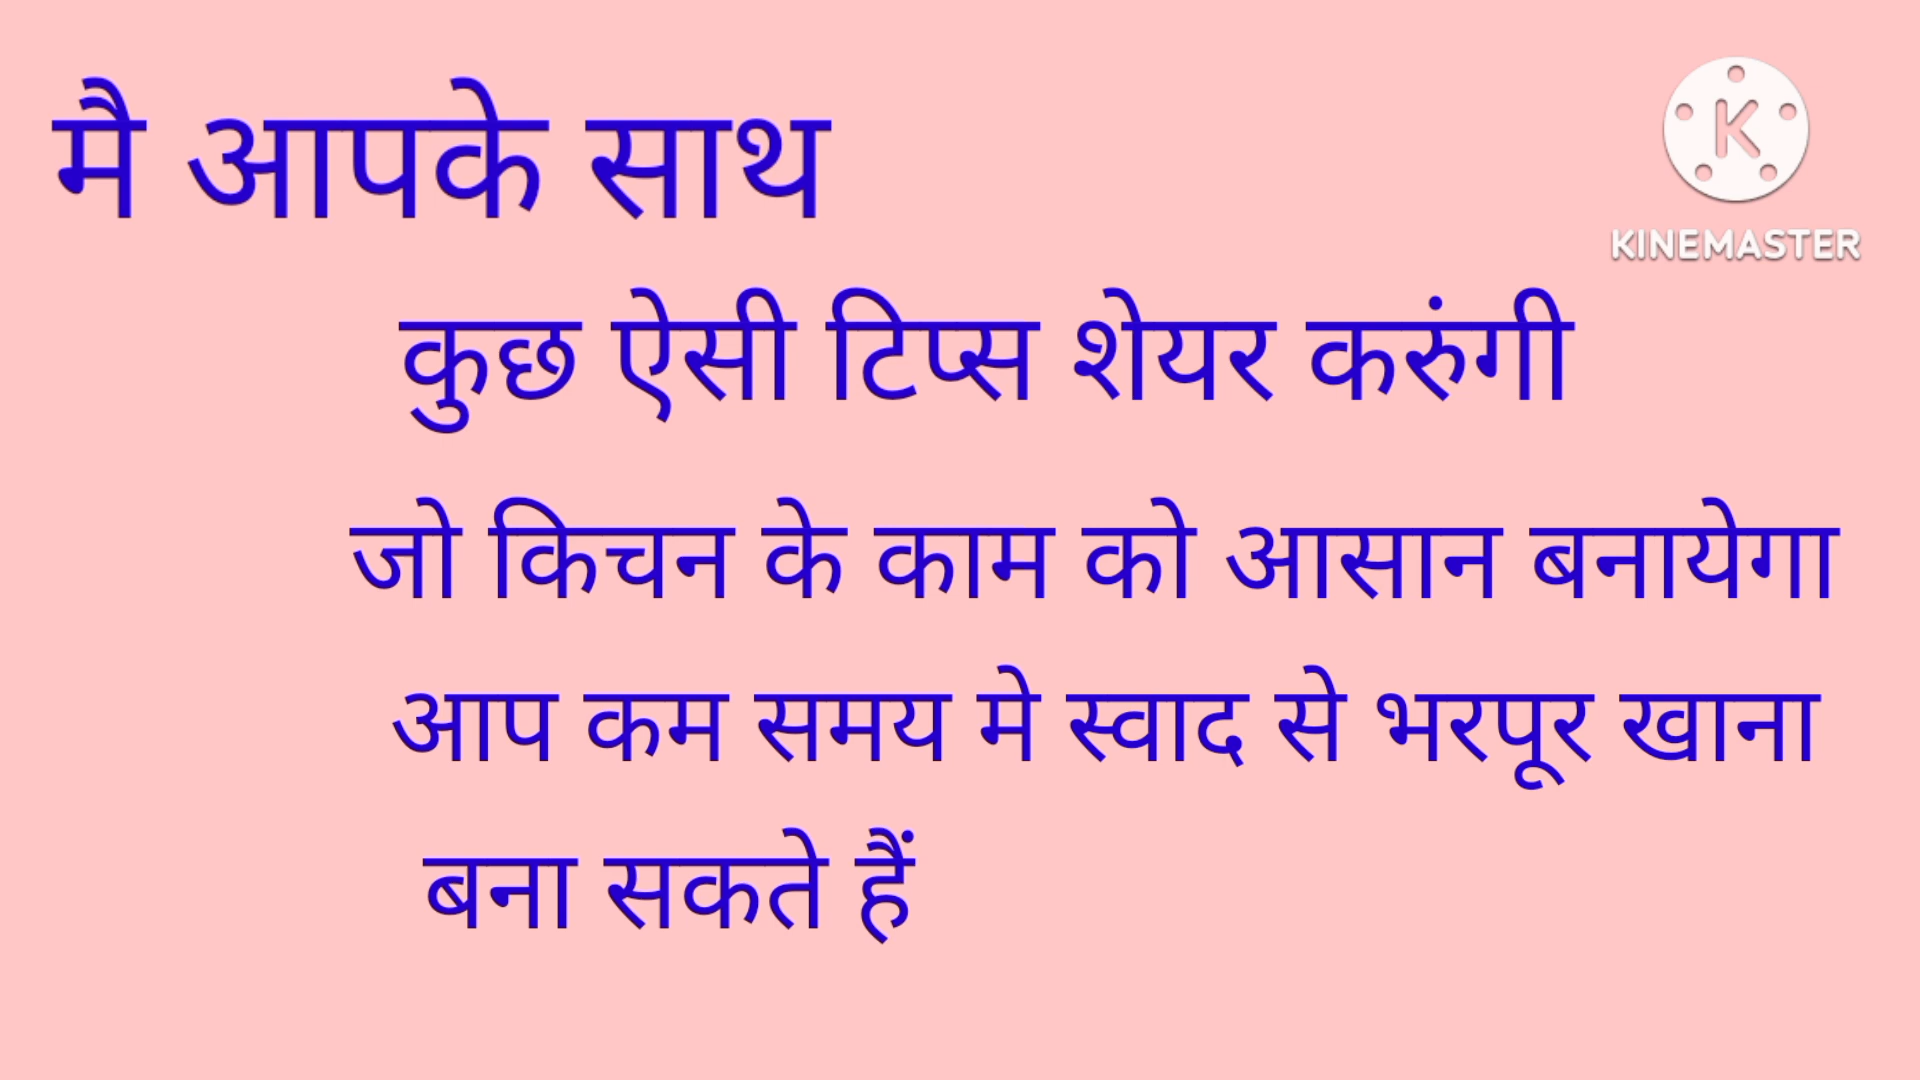 मै आपके साथ
KINEMASTER
कुछ ऐसी टिप्स शेयर करुंगी
जो किचन के काम को आसान बनायेगा
आप कम समय मे स्वाद से भरपूर खाना
बना सकते हैं